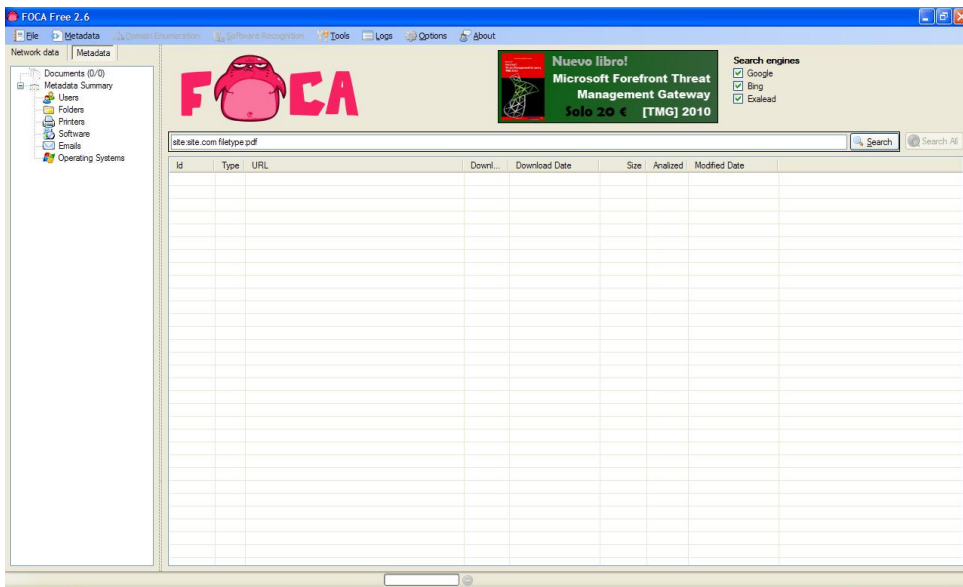 FOCA Free 2.6
File Metadata Domain Enumeration Software Recognition Tools Logs Options About
Network data Metadata
Documents (0/0)
Metadata Summary
Users
Folders
Printers
Software
Emails
Operating Systems
FOCA
Nuevo libro!
Microsoft Forefront Threat
Management Gateway
Solo 20 € [TMG] 2010
Search engines
Google
Bing
Exalead
site:site.com filetype:pdf
Search
Search All
Id Type URL Downl... Download Date Size Analized Modified Date